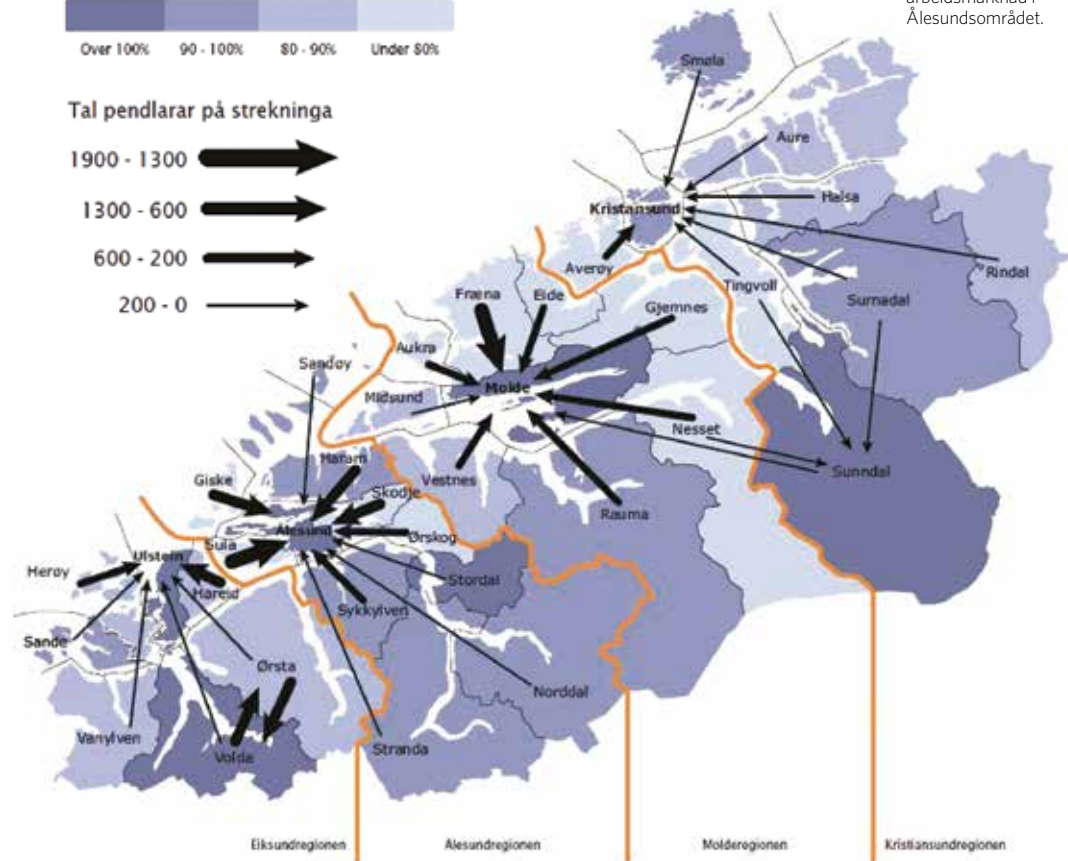 arbeidsmarknad i
Ålesundsområdet.
Over 100%
90 - 100%
80 - 90%
Under 80%
Tal pendlarar på strekninga
1900 - 1300
1300 - 600
600 - 200
200 - 0
Smøla
Aure
Halsa
Kristansund
Rindal
Averøy
Tingvoll
Surnadal
Fræna
Eide
Gjemnes
Aukra
Sandøy
Molde
Midsund
Nesset
Sunndal
Haram
Vestnes
Giske
Skodje
Rauma
Ålesund
Ørskog
Sula
Ulstein
Herøy
Stordal
Hareid
Sykkylven
Sande
Ørsta
Norddal
Vanylven
Stranda
Volda
Eiksundregionen
Ålesundregionen
Molderegionen
Kristiansundregionen